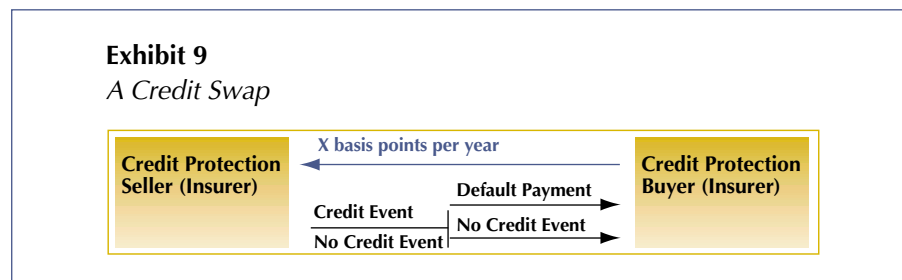 Exhibit 9
A Credit Swap
X basis points per year
Credit Protection
Seller (Insurer)
Credit Protection
Buyer (Insurer)
Default Payment
Credit Event
No Credit Event
No Credit Event